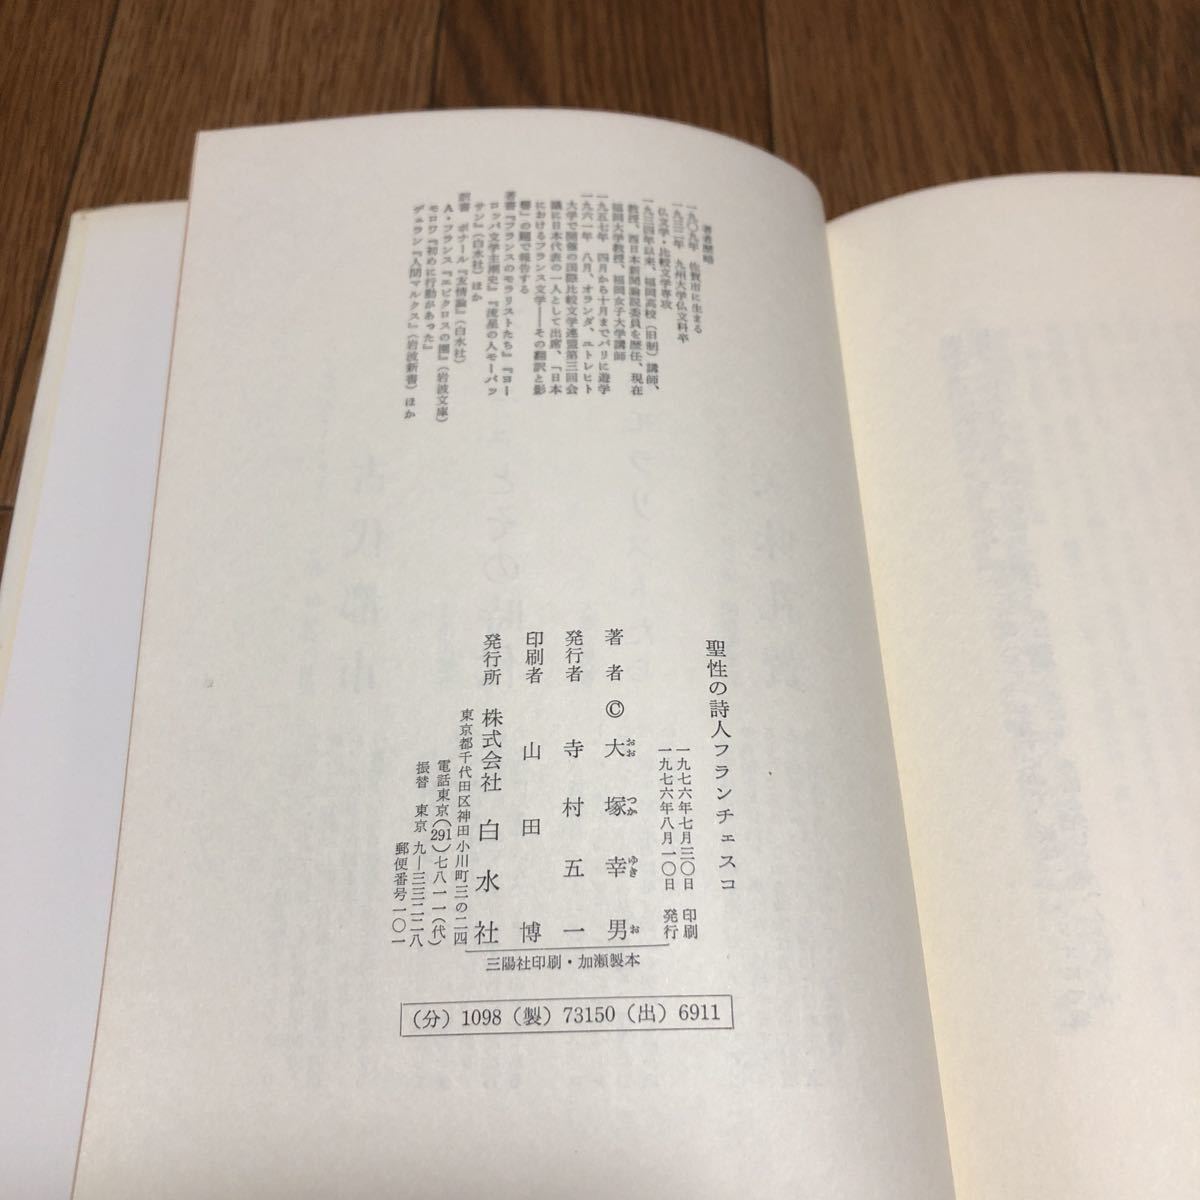 著者略歴
一九〇九年 佐賀市に生まる
一九三二年 九州大学仏文科卒
仏文学・比較文学専攻
一九三四年以来、福岡高校(旧制)講師、
教授、西日本新聞論説委員を歴任、現在
福岡大学教授、福岡女子大学講師
一九五七年 四月から十月までパリに遊学
一九六一年 八月、オランダ、ユトレヒト
大学で開催の国際比較文学連盟第三回会
議に日本代表の一人として出席、「日本
におけるフランス文学――その翻訳と影
響」の題で報告する
著書『フランスのモラリストたち』『ヨー
ロッパ文学主潮史』『流星の人モーパッ
サン』(白水社)ほか
訳書 ボナール『友情論』(白水社)
A・フランス『エピクロスの園』(岩波文庫)
モロワ『初めに行動があった』
デュラン『人間マルクス』(岩波新書)ほか
聖性の詩人フランチェスコ
一九七六年七月三〇日 印刷
一九七六年八月一〇日 発行
著者 © 大塚幸男
おお つか ゆき お
発行者 寺村五一
印刷者 山田博
発行所 株式会社 白水社
東京都千代田区神田小川町三の二四
電話東京(291)七八一一(代)
振替 東京 九―三三二二八
郵便番号一〇一
三陽社印刷・加瀬製本
(分)1098(製)73150(出)6911